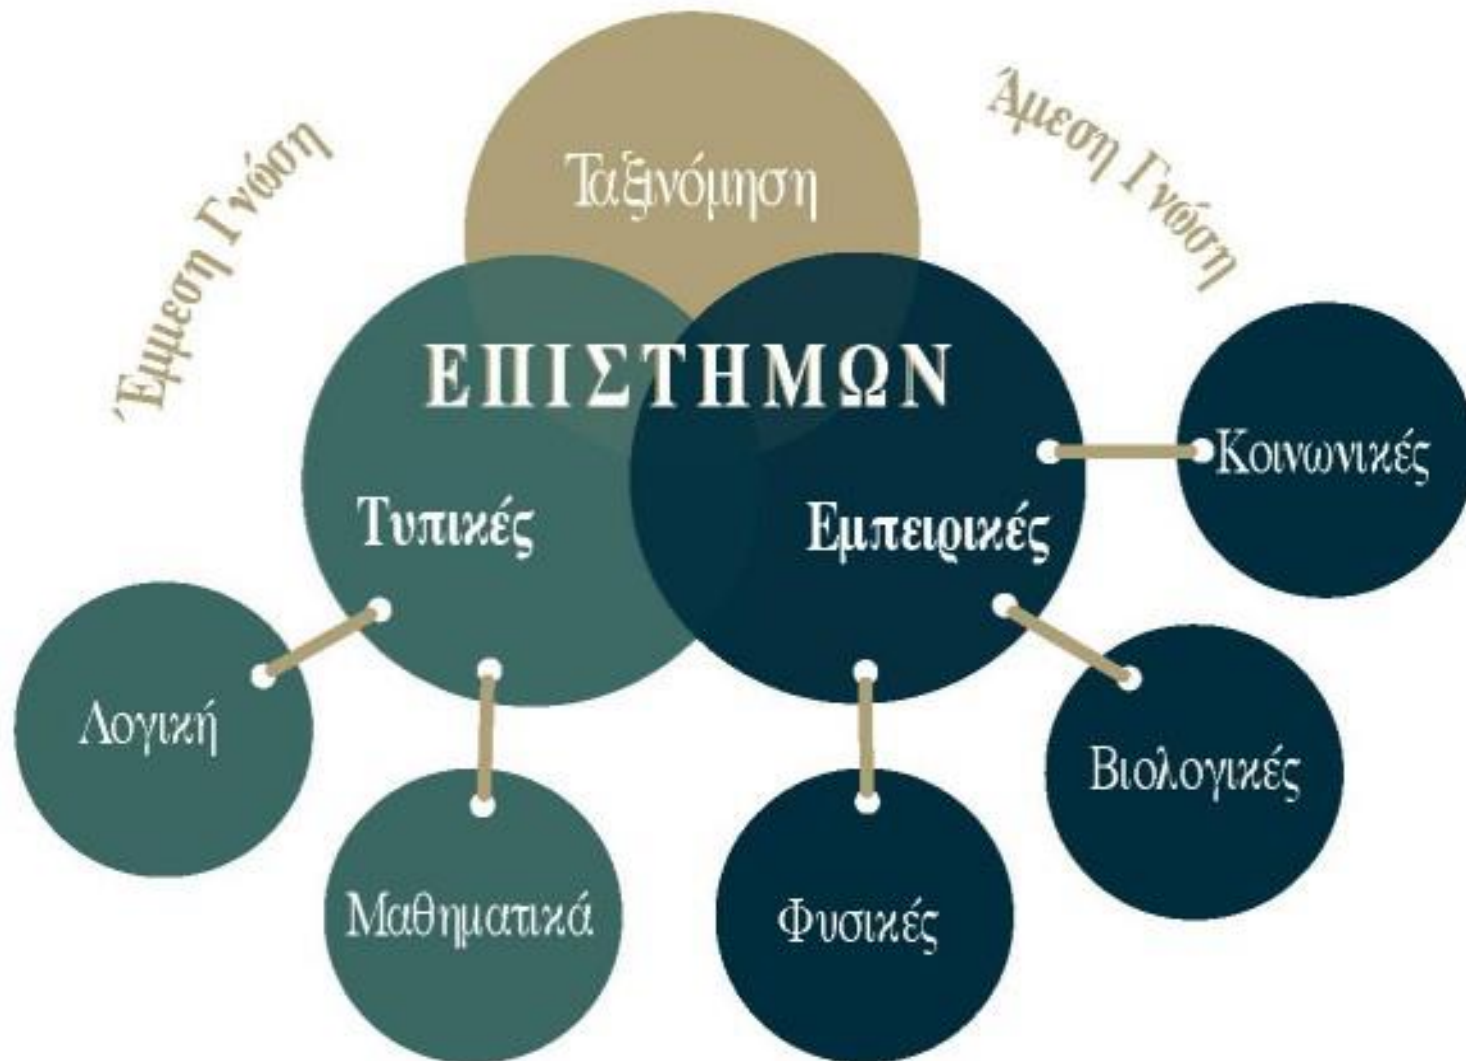 Έμμεση Γνώση
Άμεση Γνώση
Ταξινόμηση
ΕΠΙΣΤΗΜΩΝ
Τυπικές
Εμπειρικές
Κοινωνικές
Λογική
Βιολογικές
Μαθηματικά
Φυσικές